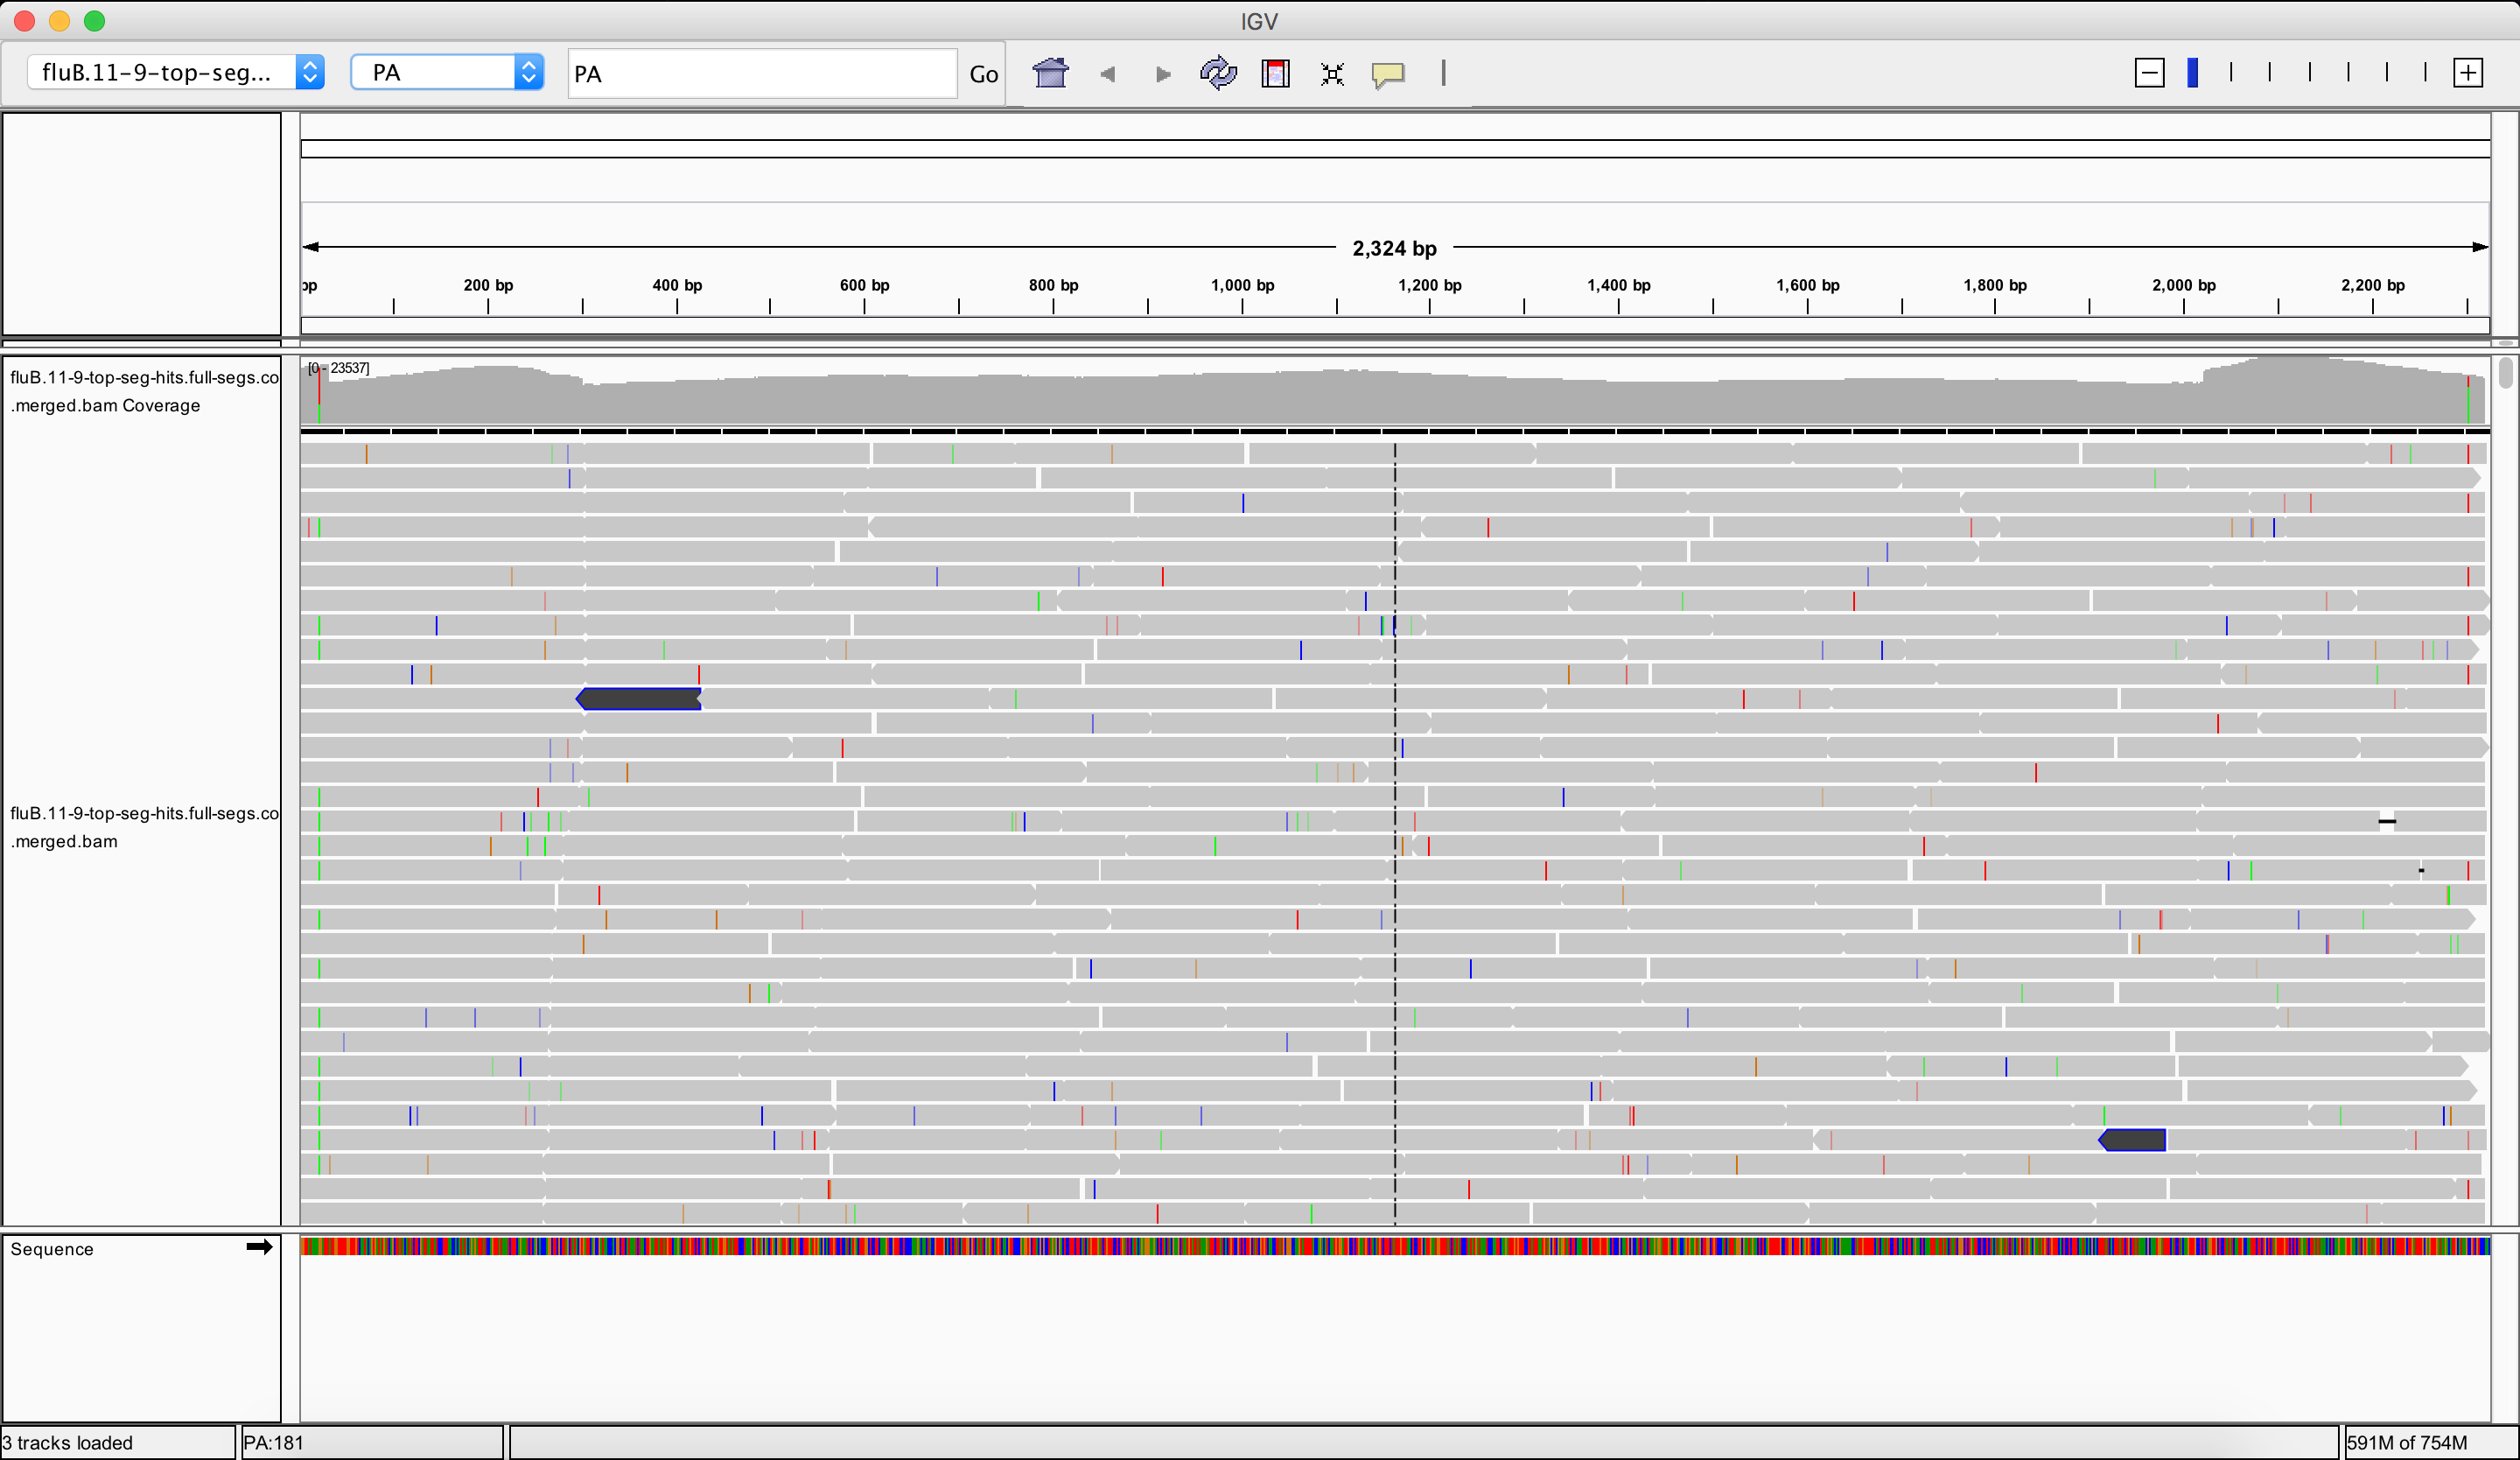 IGV
fluB.11-9-top-seg...
PA
PA
Go
2,324 bp
bp
200 bp
400 bp
600 bp
800 bp
1,000 bp
1,200 bp
1,400 bp
1,600 bp
1,800 bp
2,000 bp
2,200 bp
fluB.11-9-top-seg-hits.full-segs.co
.merged.bam Coverage
[0 - 23537]
fluB.11-9-top-seg-hits.full-segs.co
.merged.bam
Sequence
3 tracks loaded
PA:181
591M of 754M